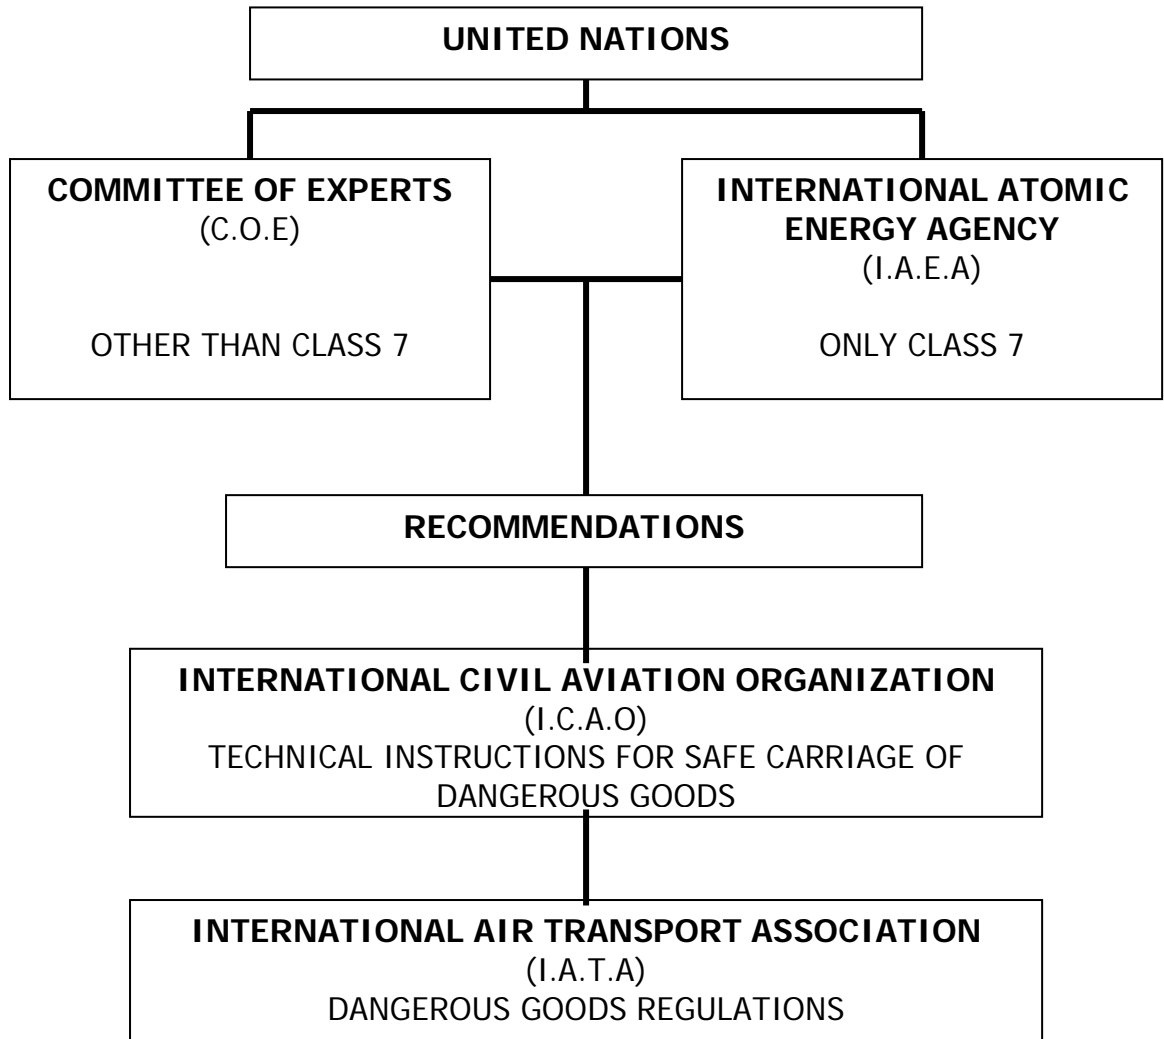 UNITED NATIONS
COMMITTEE OF EXPERTS
(C.O.E)
OTHER THAN CLASS 7
INTERNATIONAL ATOMIC
ENERGY AGENCY
(I.A.E.A)
ONLY CLASS 7
RECOMMENDATIONS
INTERNATIONAL CIVIL AVIATION ORGANIZATION
(I.C.A.O)
TECHNICAL INSTRUCTIONS FOR SAFE CARRIAGE OF
DANGEROUS GOODS
INTERNATIONAL AIR TRANSPORT ASSOCIATION
(I.A.T.A)
DANGEROUS GOODS REGULATIONS